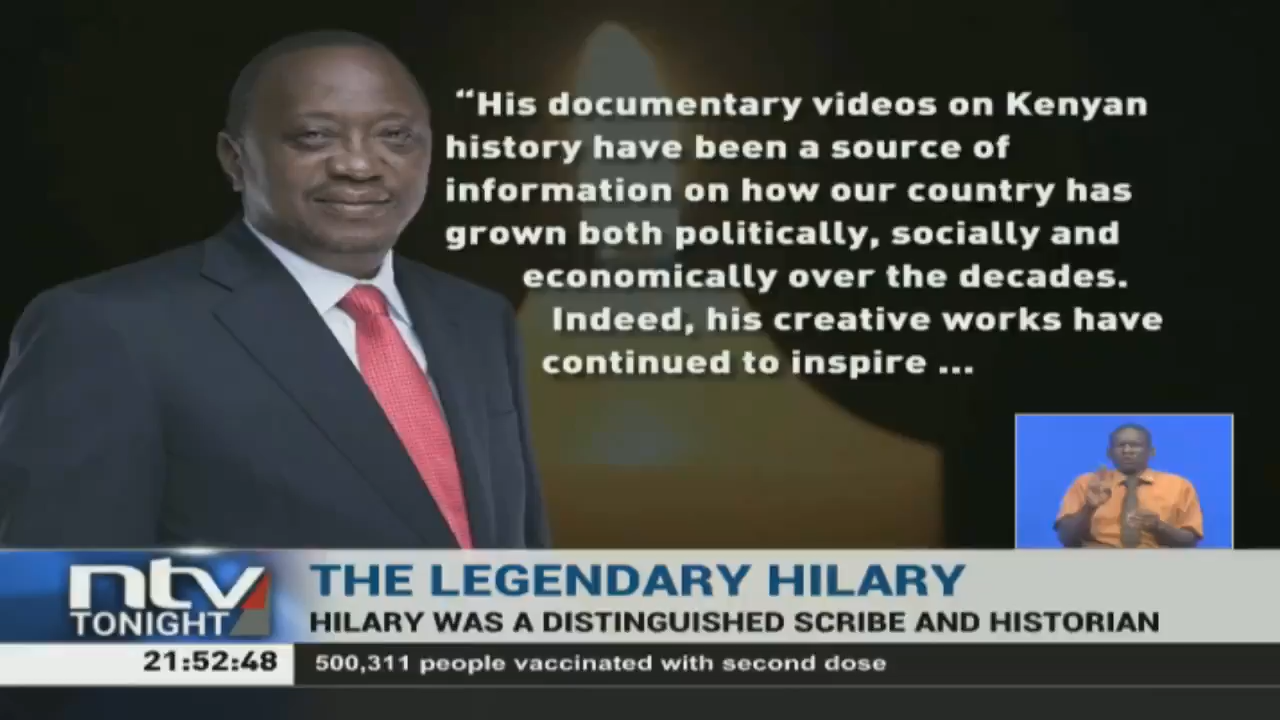 “His documentary videos on Kenyan
history have been a source of
information on how our country has
grown both politically, socially and
economically over the decades.
Indeed, his creative works have
continued to inspire ...
ntv
TONIGHT
THE LEGENDARY HILARY
HILARY WAS A DISTINGUISHED SCRIBE AND HISTORIAN
21:52:48
500,311 people vaccinated with second dose